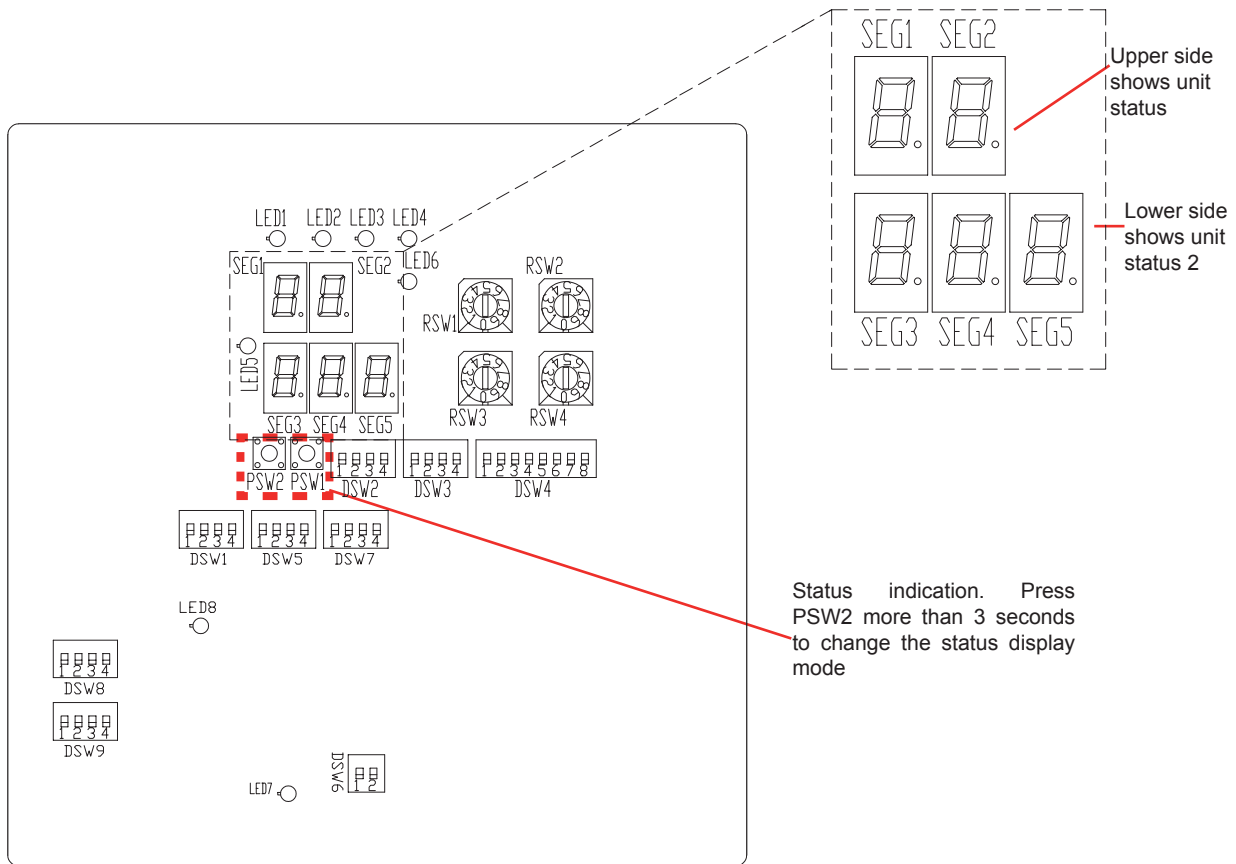 SEG1 SEG2
Upper side
shows unit
status
Lower side
shows unit
status 2
SEG3 SEG4 SEG5
LED1 LED2 LED3 LED4
SEG1 SEG2 LED6
RSW2
RSW1
LED5
RSW3 RSW4
SEG3 SEG4 SEG5
PSW2 PSW1
1 2 3 4
DSW2
1 2 3 4
DSW3
1 2 3 4 5 6 7 8
DSW4
1 2 3 4
DSW1
1 2 3 4
DSW5
1 2 3 4
DSW7
Status indication. Press
PSW2 more than 3 seconds
to change the status display
mode
LED8
1 2 3 4
DSW8
1 2 3 4
DSW9
DSW6
1 2
LED7